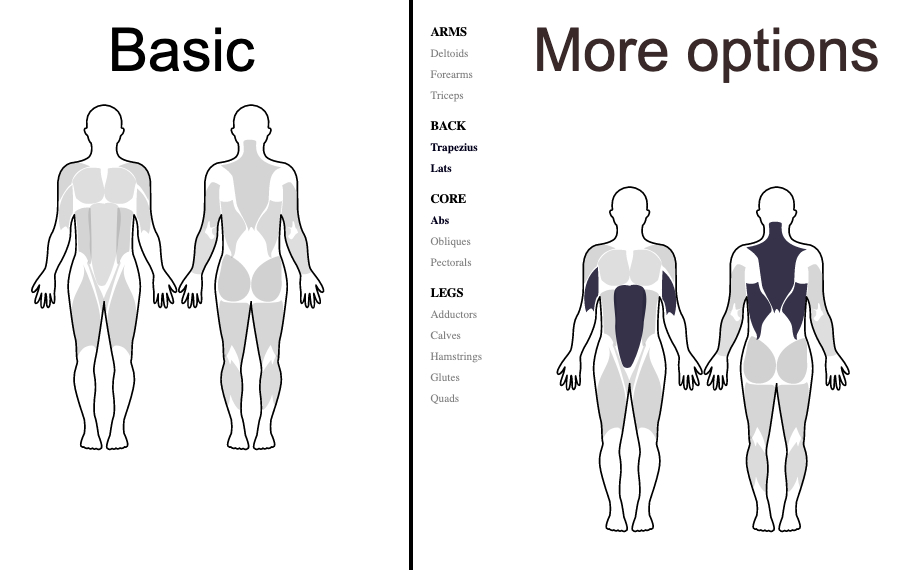 Basic
More options
ARMS
Deltoids
Forearms
Triceps
BACK
Trapezius
Lats
CORE
Abs
Obliques
Pectorals
LEGS
Adductors
Calves
Hamstrings
Glutes
Quads